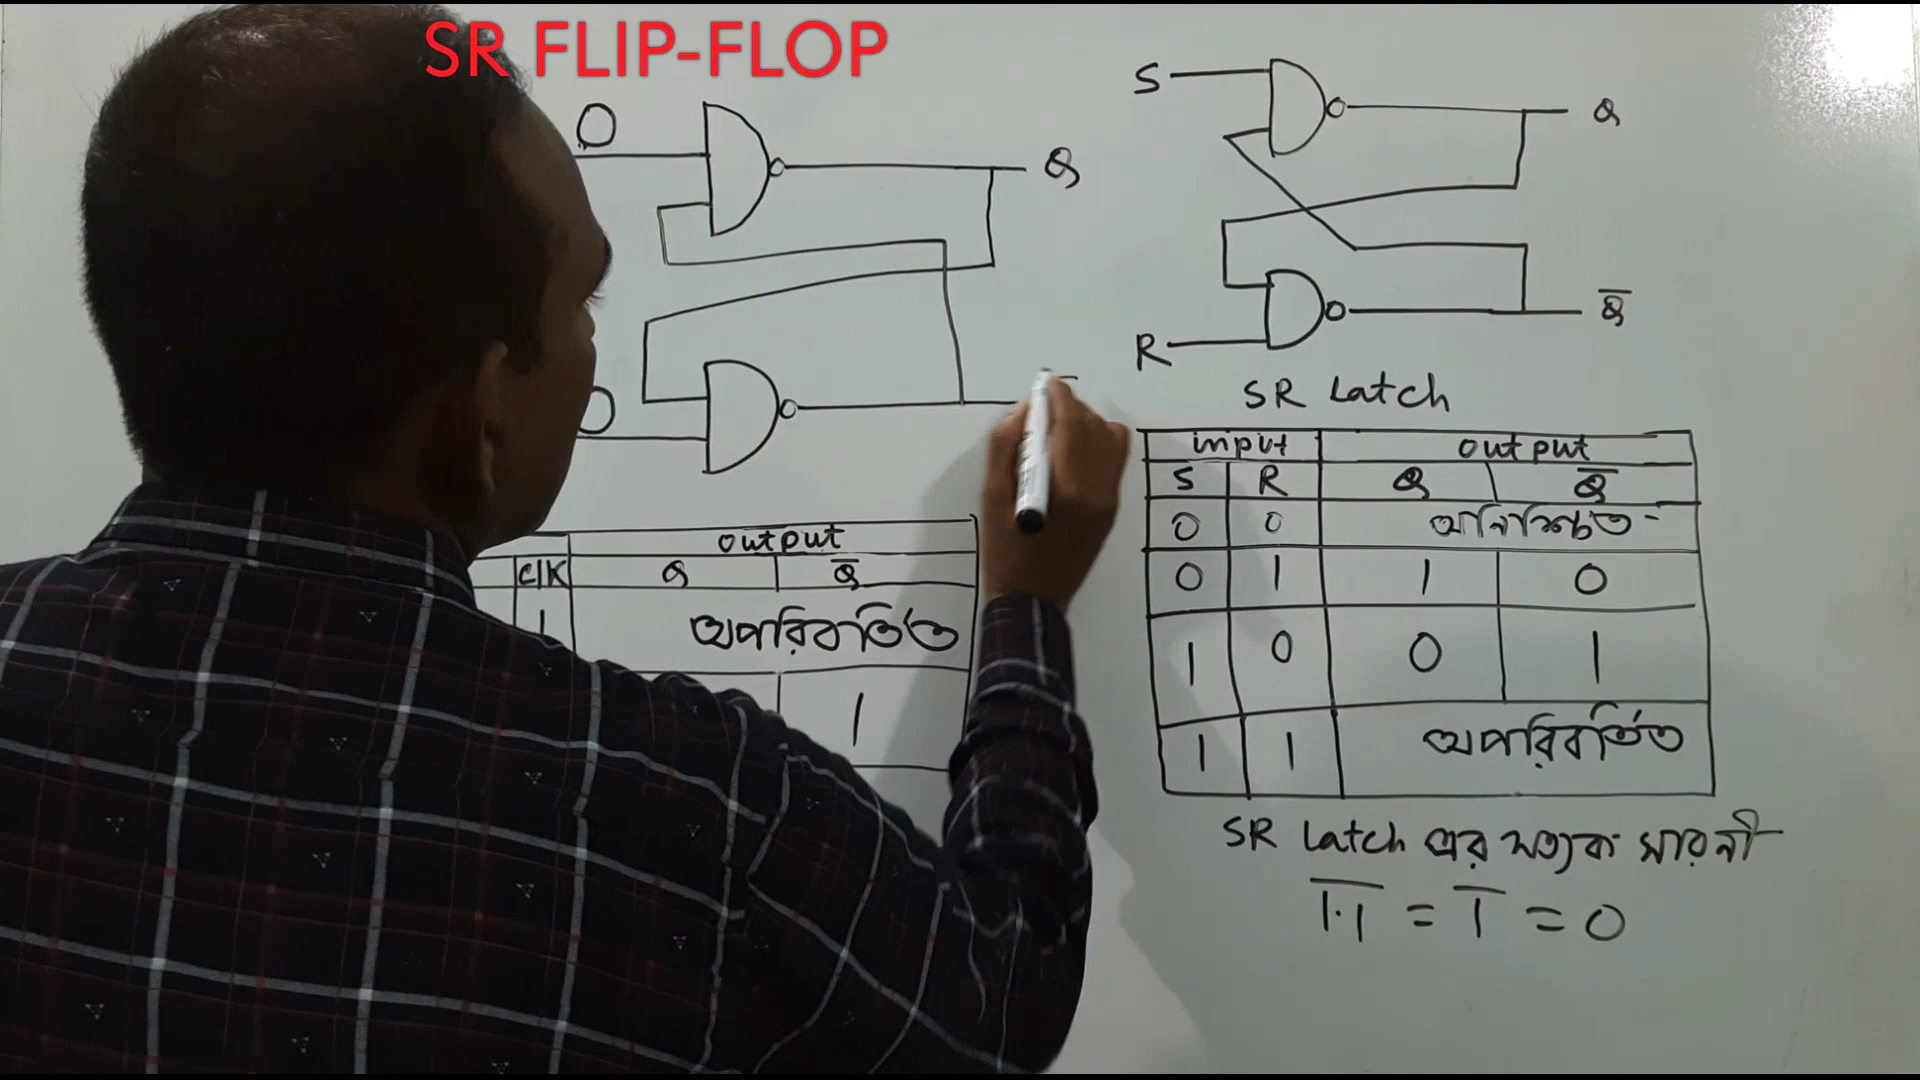 SR FLIP-FLOP
0
Q
0
output
CLK Q Q̅
1 অপরিবর্তিত
1
S
Q
Q̅
R
SR Latch
input output
S R Q Q̅
0 0 অনিশ্চিত
0 1 1 0
1 0 0 1
1 1 অপরিবর্তিত
SR Latch এর সত্যক সারনী
1̅.̅1̅ = 1̅ = 0